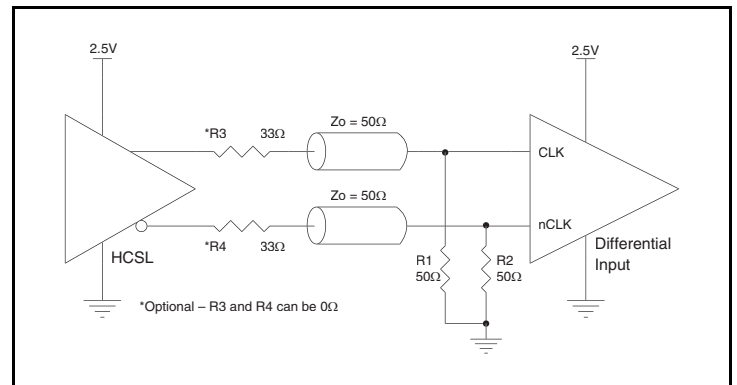 2.5V
2.5V
*R3 33Ω
Zo = 50Ω
CLK
Zo = 50Ω
nCLK
*R4 33Ω
HCSL
R1
50Ω
R2
50Ω
Differential
Input
*Optional – R3 and R4 can be 0Ω